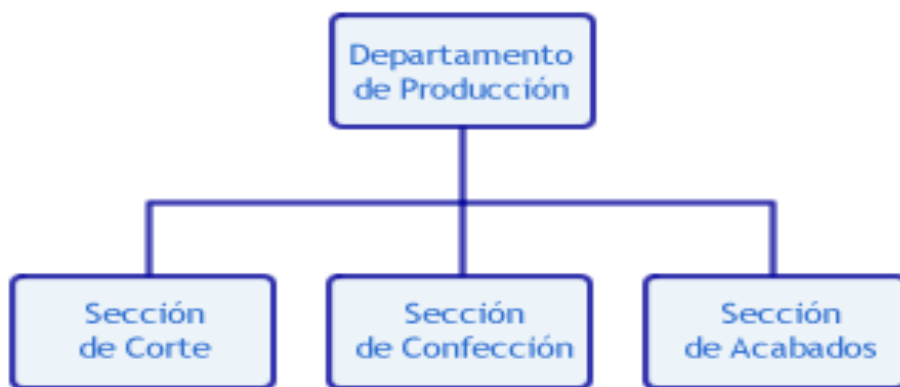 Departamento
de Producción
Sección
de Corte
Sección
de Confección
Sección
de Acabados